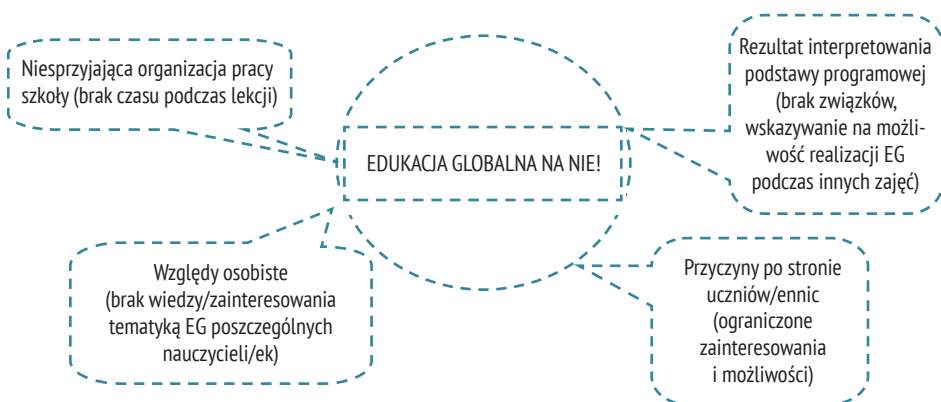 Niesprzyjająca organizacja pracy
szkoły (brak czasu podczas lekcji)
Rezultat interpretowania
podstawy programowej
(brak związków,
wskazywanie na możli-
wość realizacji EG
podczas innych zajęć)
EDUKACJA GLOBALNA NA NIE!
Względy osobiste
(brak wiedzy/zainteresowania
tematyką EG poszczególnych
nauczycieli/ek)
Przyczyny po stronie
uczniów/ennic
(ograniczone
zainteresowania
i możliwości)